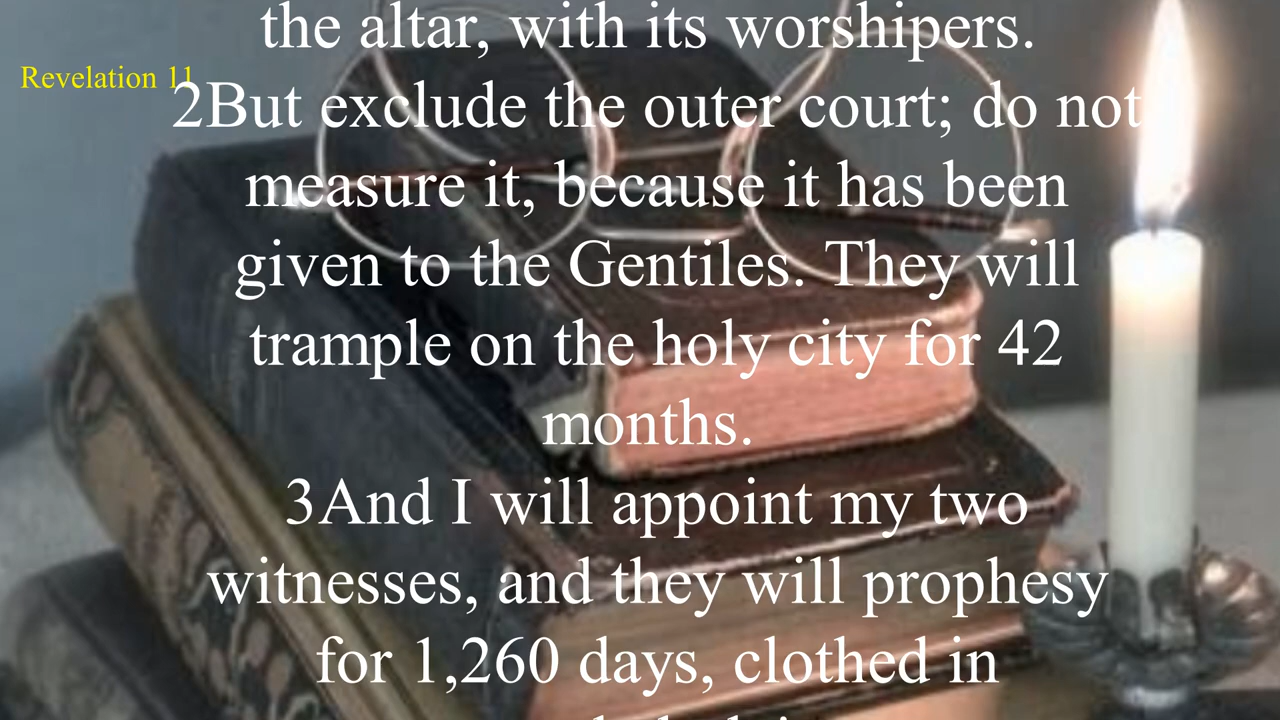 the altar, with its worshipers.
Revelation 11
2But exclude the outer court; do not
measure it, because it has been
given to the Gentiles. They will
trample on the holy city for 42
months.
3And I will appoint my two
witnesses, and they will prophesy
for 1,260 days, clothed in